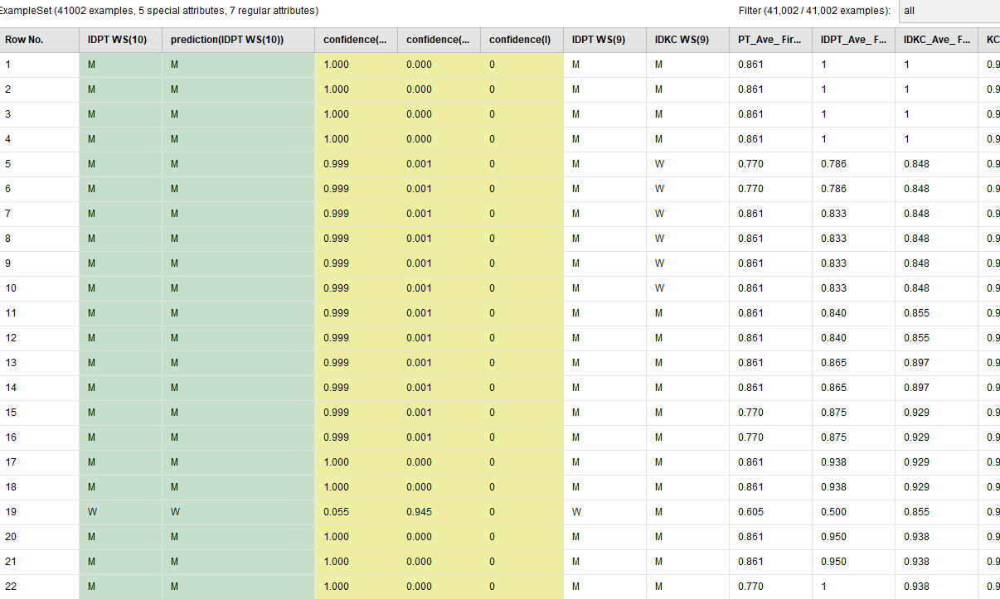 ExampleSet (41002 examples, 5 special attributes, 7 regular attributes) Filter (41,002 / 41,002 examples): all
Row No. IDPT WS(10) prediction(IDPT WS(10)) confidence(... confidence(... confidence(I) IDPT WS(9) IDKC WS(9) PT_Ave_ Fir... IDPT_Ave_ F... IDKC_Ave_ F... KC
1 M M 1.000 0.000 0 M M 0.861 1 1 0.9
2 M M 1.000 0.000 0 M M 0.861 1 1 0.9
3 M M 1.000 0.000 0 M M 0.861 1 1 0.9
4 M M 1.000 0.000 0 M M 0.861 1 1 0.9
5 M M 0.999 0.001 0 M W 0.770 0.786 0.848 0.9
6 M M 0.999 0.001 0 M W 0.770 0.786 0.848 0.9
7 M M 0.999 0.001 0 M W 0.861 0.833 0.848 0.9
8 M M 0.999 0.001 0 M W 0.861 0.833 0.848 0.9
9 M M 0.999 0.001 0 M W 0.861 0.833 0.848 0.9
10 M M 0.999 0.001 0 M W 0.861 0.833 0.848 0.9
11 M M 0.999 0.001 0 M M 0.861 0.840 0.855 0.9
12 M M 0.999 0.001 0 M M 0.861 0.840 0.855 0.9
13 M M 0.999 0.001 0 M M 0.861 0.865 0.897 0.9
14 M M 0.999 0.001 0 M M 0.861 0.865 0.897 0.9
15 M M 0.999 0.001 0 M M 0.770 0.875 0.929 0.9
16 M M 0.999 0.001 0 M M 0.770 0.875 0.929 0.9
17 M M 1.000 0.000 0 M M 0.861 0.938 0.929 0.9
18 M M 1.000 0.000 0 M M 0.861 0.938 0.929 0.9
19 W W 0.055 0.945 0 W M 0.605 0.500 0.855 0.9
20 M M 1.000 0.000 0 M M 0.861 0.950 0.938 0.9
21 M M 1.000 0.000 0 M M 0.861 0.950 0.938 0.9
22 M M 1.000 0.000 0 M M 0.770 1 0.938 0.9